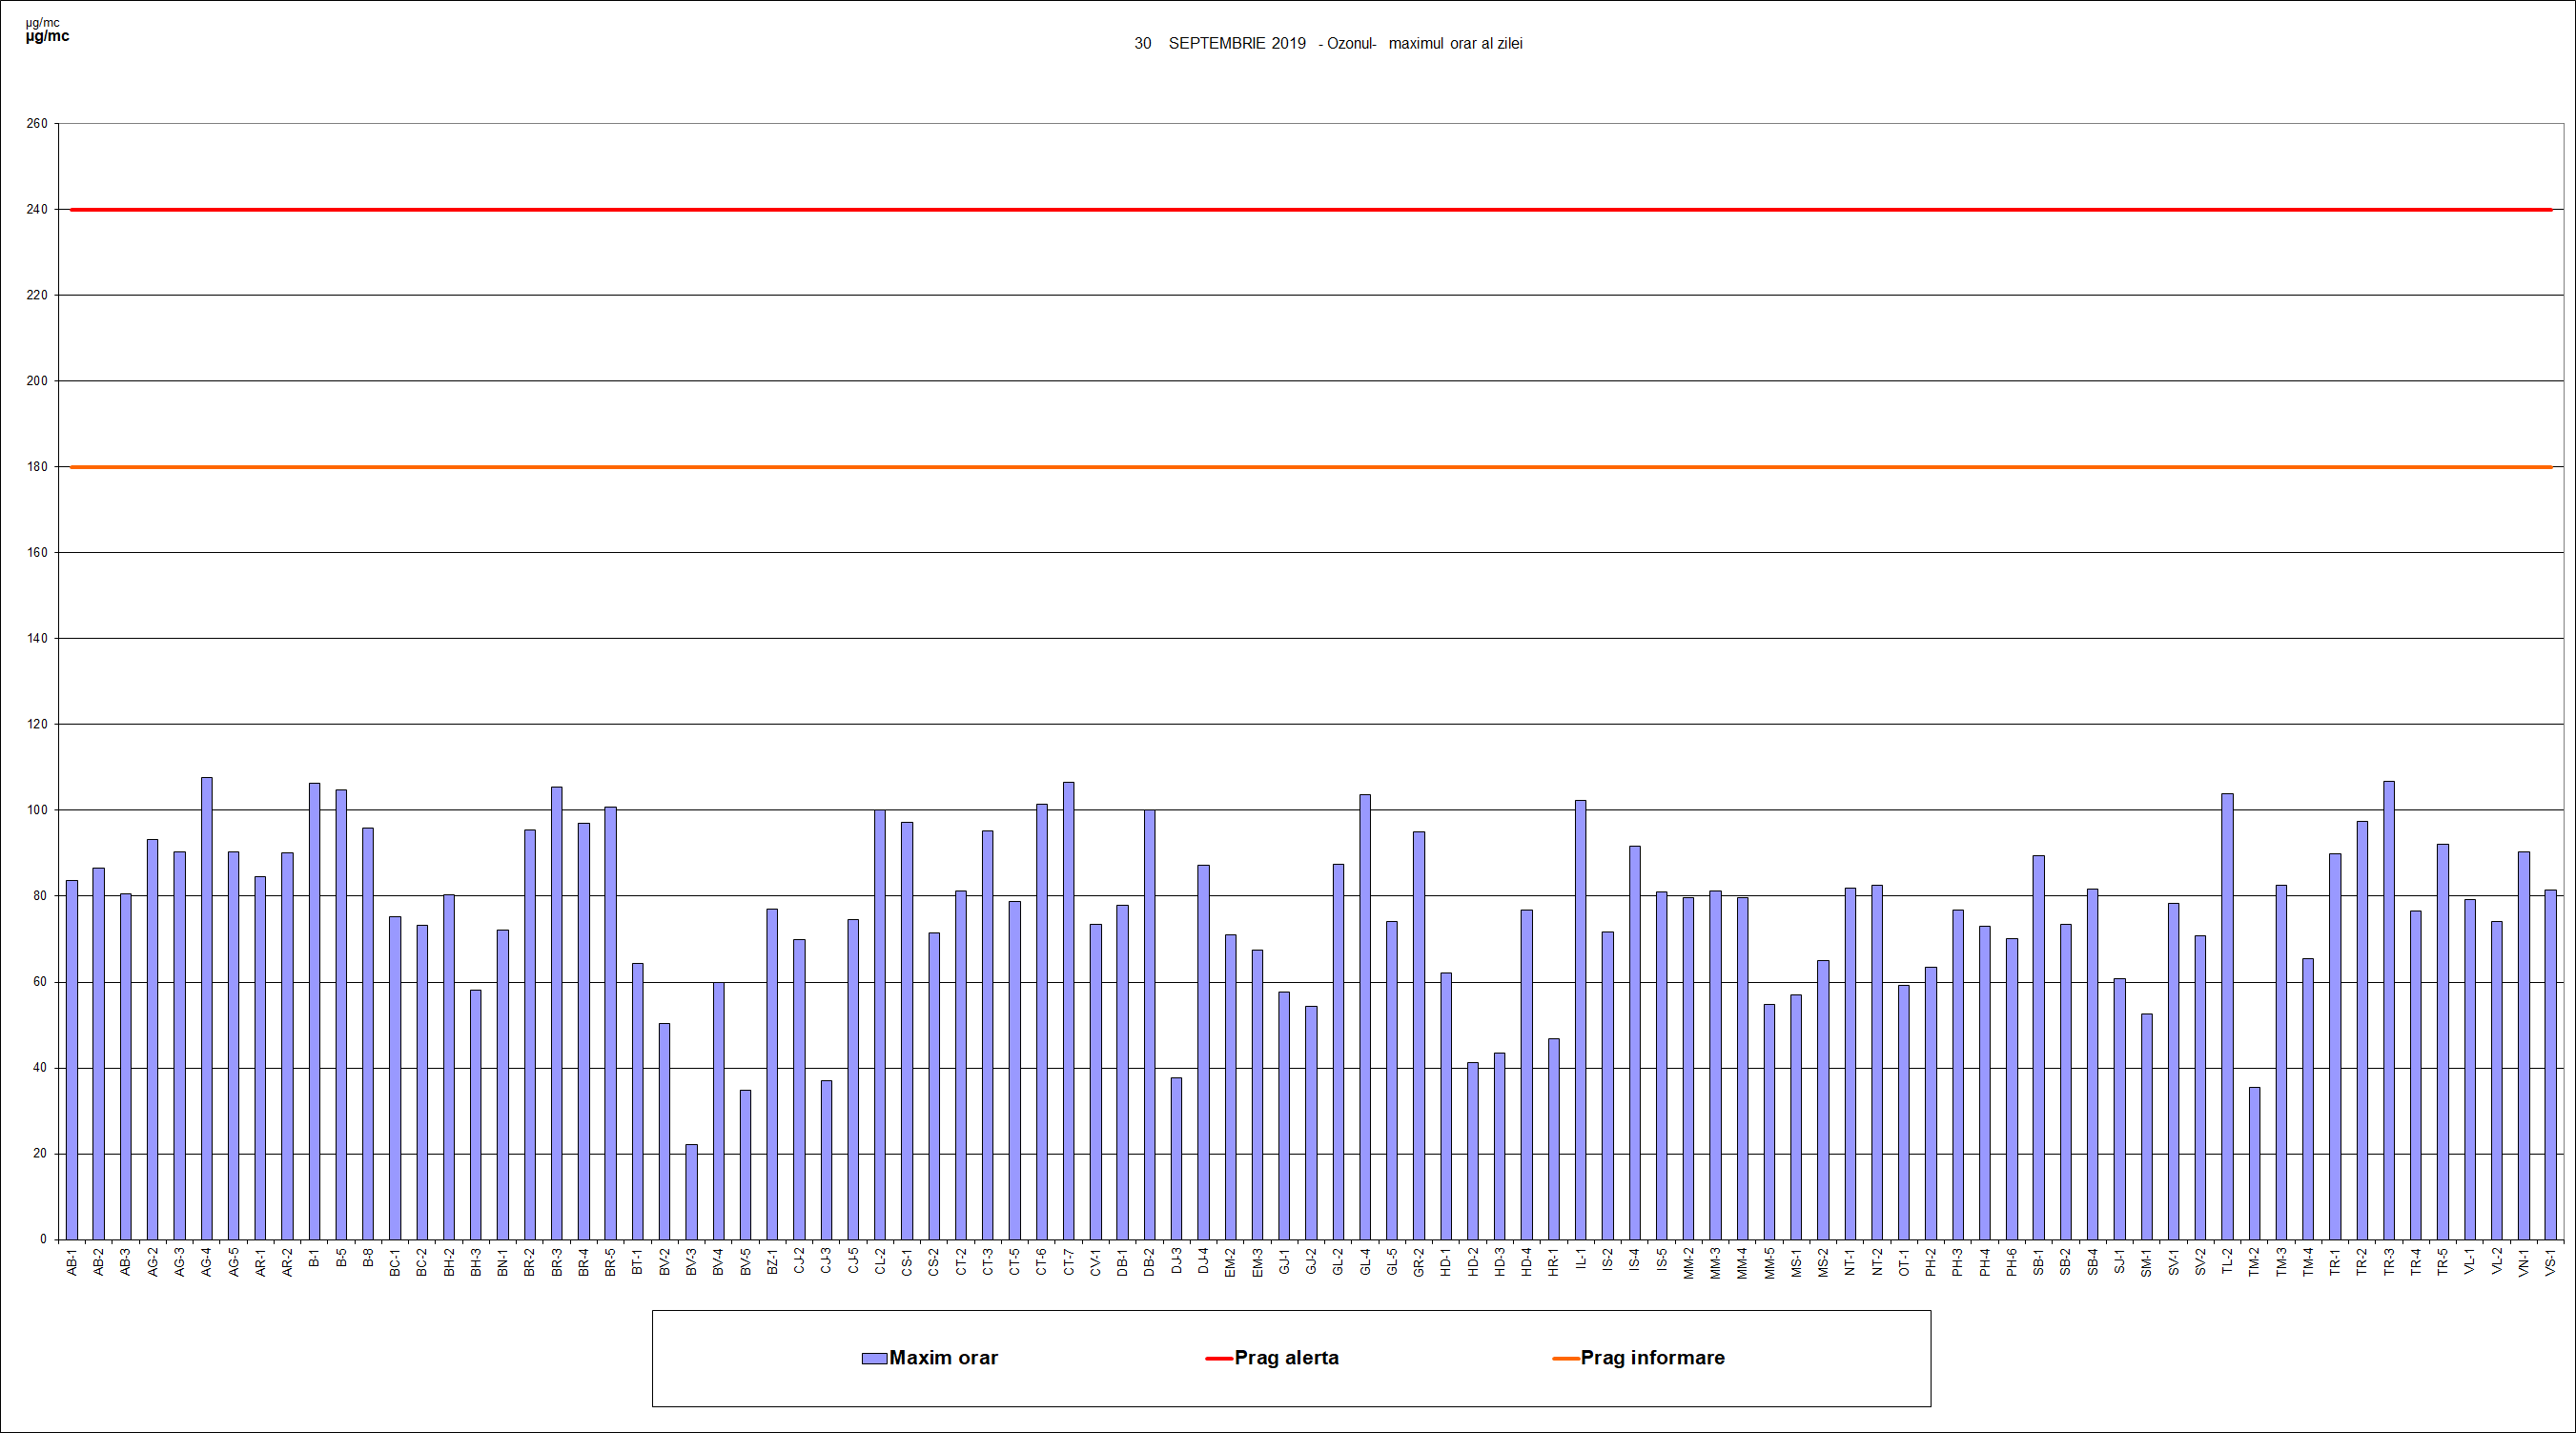 µg/mc
µg/mc
30 SEPTEMBRIE 2019 - Ozonul- maximul orar al zilei
260
240
220
200
180
160
140
120
100
80
60
40
20
0
AB-1 AB-2 AB-3 AG-2 AG-3 AG-4 AG-5 AR-1 AR-2 B-1 B-5 B-8 BC-1 BC-2 BH-2 BH-3 BN-1 BR-2 BR-3 BR-4 BR-5 BT-1 BV-2 BV-3 BV-4 BV-5 BZ-1 CJ-2 CJ-3 CJ-5 CL-2 CS-1 CS-2 CT-2 CT-3 CT-5 CT-6 CT-7 CV-1 DB-1 DB-2 DJ-3 DJ-4 EM-2 EM-3 GJ-1 GJ-2 GL-2 GL-4 GL-5 GR-2 HD-1 HD-2 HD-3 HD-4 HR-1 IL-1 IS-2 IS-4 IS-5 MM-2 MM-3 MM-4 MM-5 MS-1 MS-2 NT-1 NT-2 OT-1 PH-2 PH-3 PH-4 PH-6 SB-1 SB-2 SB-4 SJ-1 SM-1 SV-1 SV-2 TL-2 TM-2 TM-3 TM-4 TR-1 TR-2 TR-3 TR-4 TR-5 VL-1 VL-2 VN-1 VS-1
Maxim orar Prag alerta Prag informare